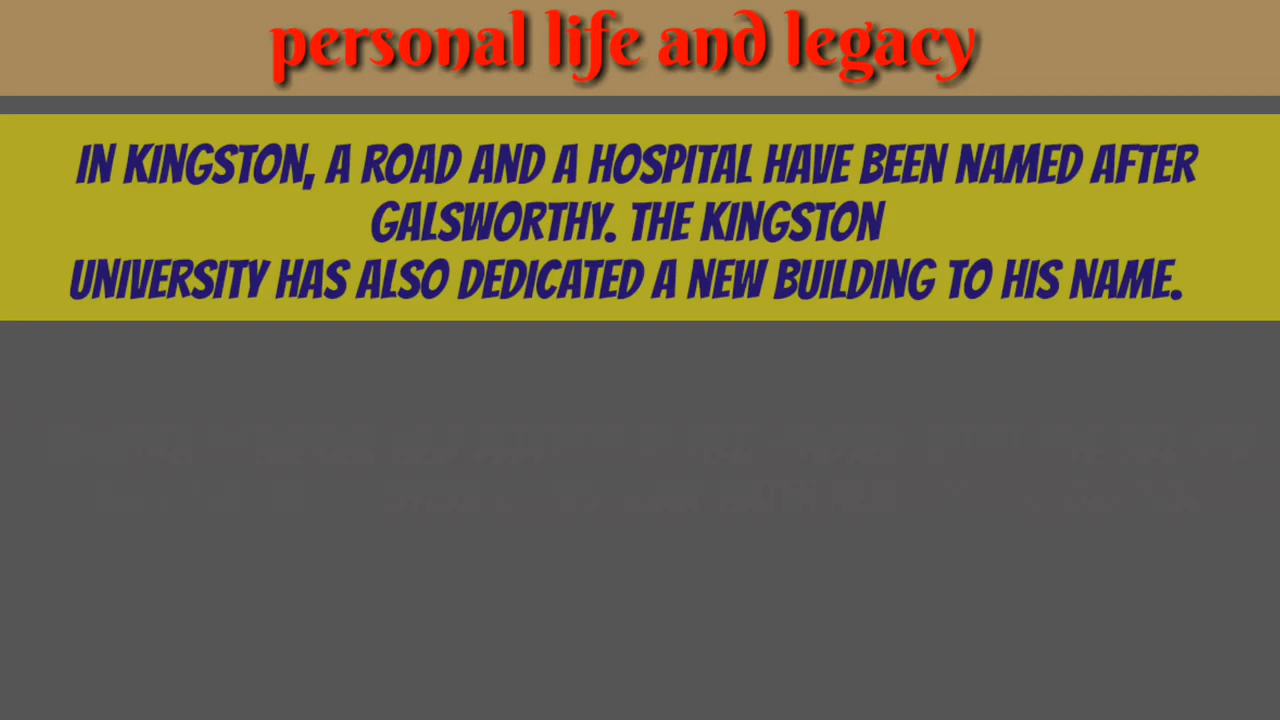 personal life and legacy
IN KINGSTON, A ROAD AND A HOSPITAL HAVE BEEN NAMED AFTER
GALSWORTHY. THE KINGSTON
UNIVERSITY HAS ALSO DEDICATED A NEW BUILDING TO HIS NAME.